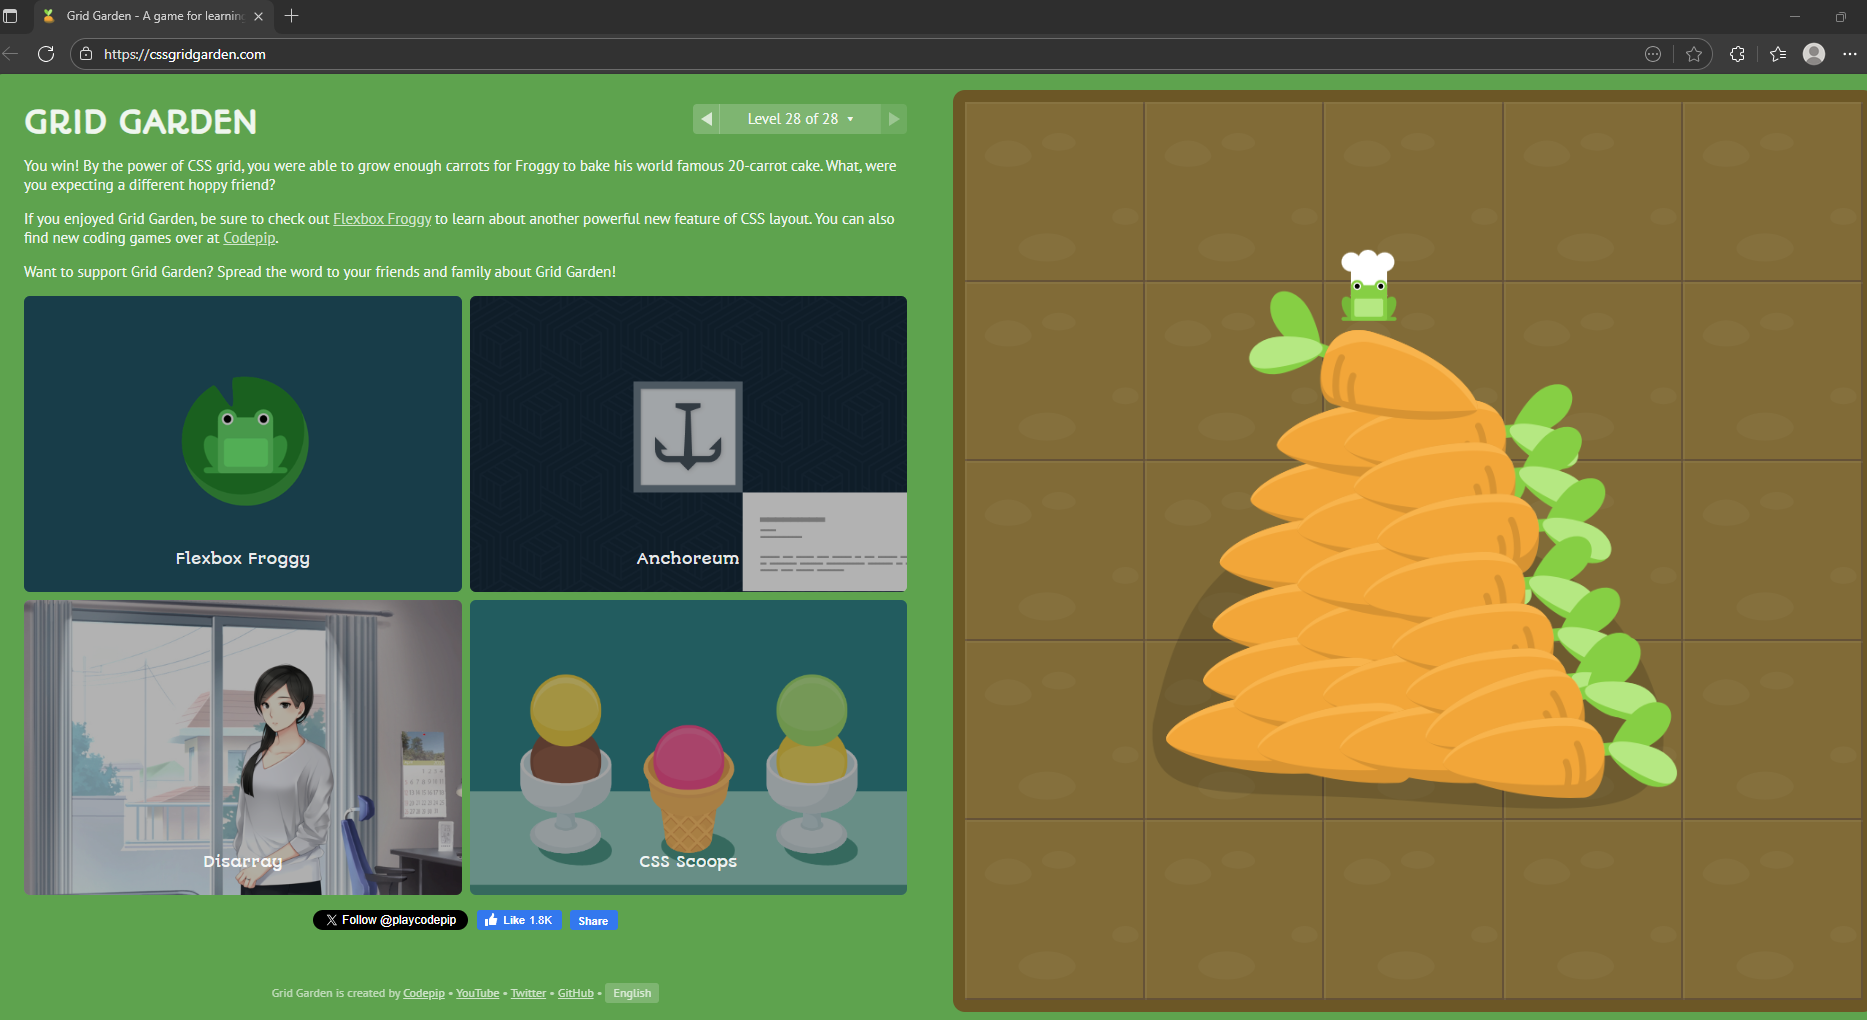 Grid Garden - A game for learnin
https://cssgridgarden.com
GRID GARDEN
Level 28 of 28
You win! By the power of CSS grid, you were able to grow enough carrots for Froggy to bake his world famous 20-carrot cake. What, were
you expecting a different hoppy friend?
If you enjoyed Grid Garden, be sure to check out Flexbox Froggy to learn about another powerful new feature of CSS layout. You can also
find new coding games over at Codepip.
Want to support Grid Garden? Spread the word to your friends and family about Grid Garden!
Flexbox Froggy
Anchoreum
Disarray
CSS Scoops
Follow @playcodepip
Like 1.8K
Share
Grid Garden is created by Codepip • YouTube • Twitter • GitHub • English